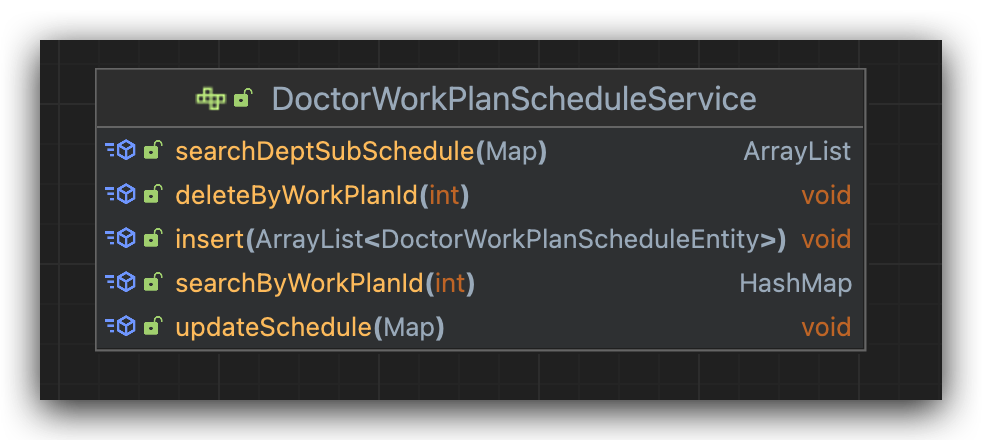 DoctorWorkPlanScheduleService
searchDeptSubSchedule(Map) ArrayList
deleteByWorkPlanId(int) void
insert(ArrayList<DoctorWorkPlanScheduleEntity>) void
searchByWorkPlanId(int) HashMap
updateSchedule(Map) void